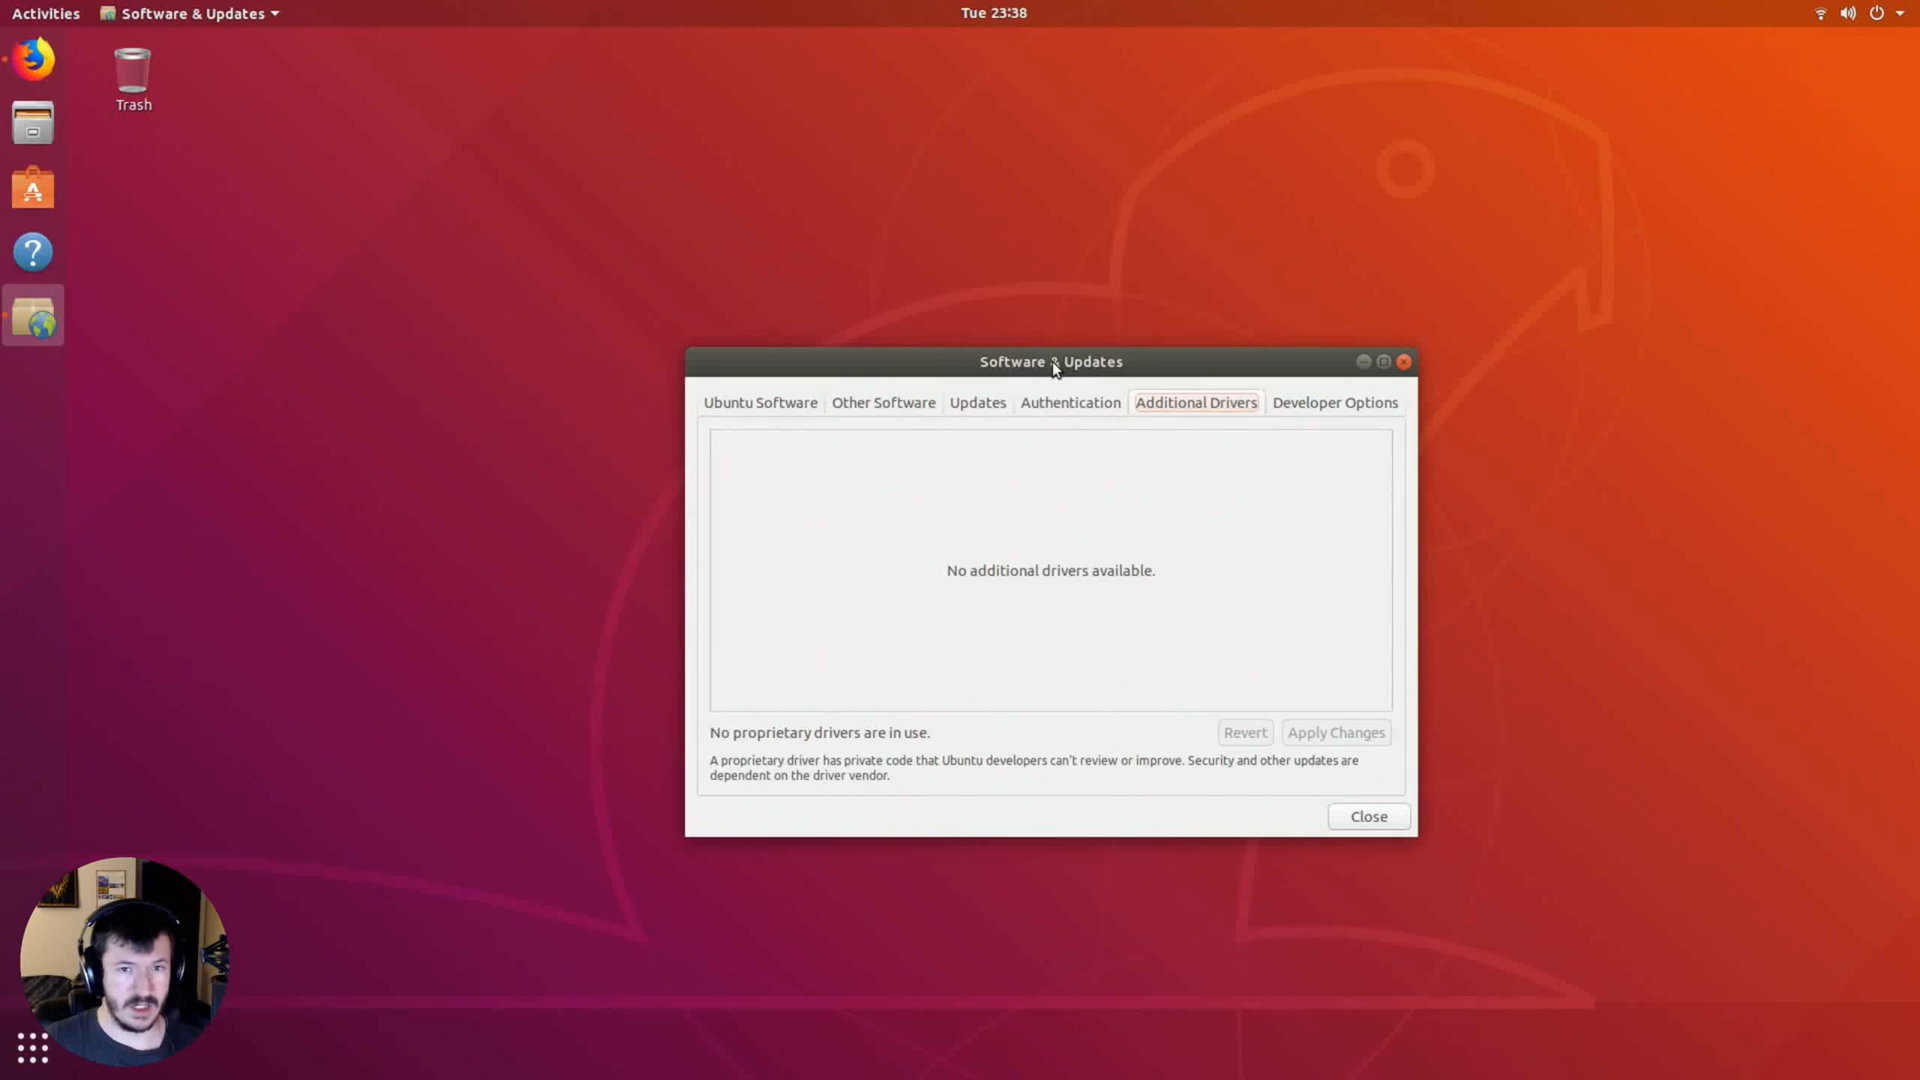 Activities
Software & Updates
Tue 23:38
Trash
Software & Updates
Ubuntu Software
Other Software
Updates
Authentication
Additional Drivers
Developer Options
No additional drivers available.
No proprietary drivers are in use.
Revert
Apply Changes
A proprietary driver has private code that Ubuntu developers can't review or improve. Security and other updates are
dependent on the driver vendor.
Close